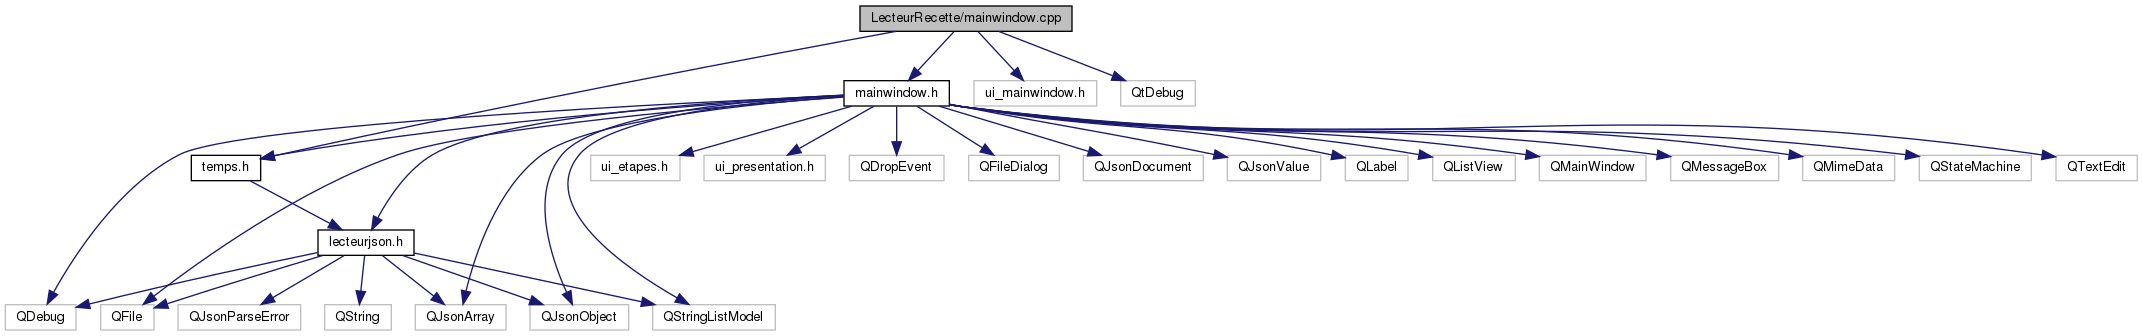 LecteurRecette/mainwindow.cpp
mainwindow.h
ui_mainwindow.h
QtDebug
temps.h
ui_etapes.h
ui_presentation.h
QDropEvent
QFileDialog
QJsonDocument
QJsonValue
QLabel
QListView
QMainWindow
QMessageBox
QMimeData
QStateMachine
QTextEdit
lecteurjson.h
QDebug
QFile
QJsonParseError
QString
QJsonArray
QJsonObject
QStringListModel